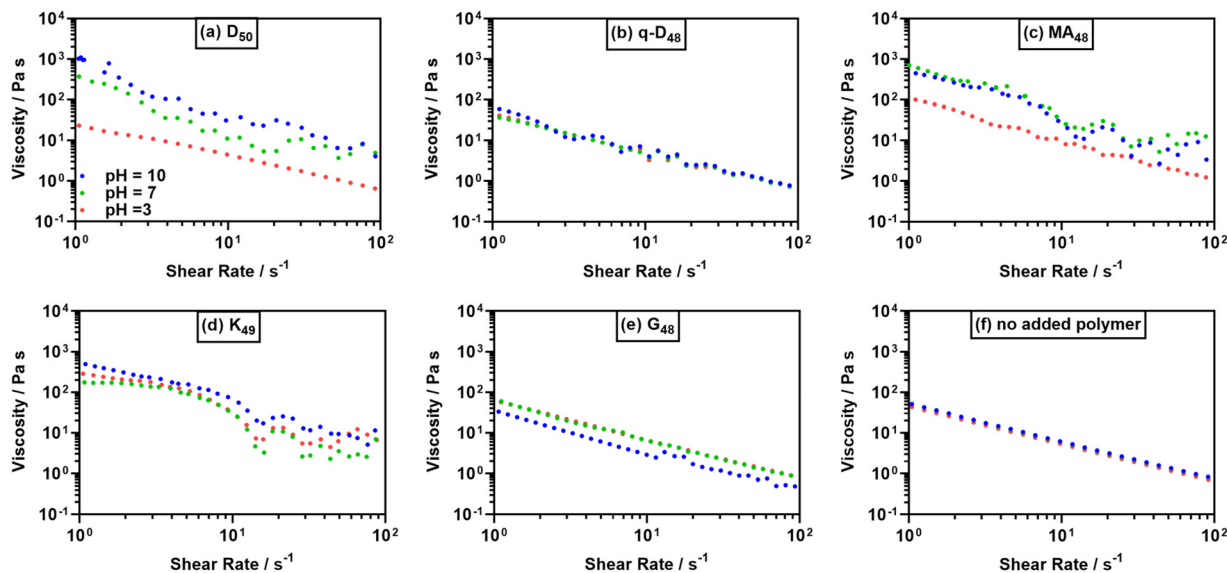 (a) D₅₀
Viscosity / Pa s
10⁴
10³
10²
10¹
10⁰
10⁻¹
pH = 10
pH = 7
pH =3
10⁰ 10¹ 10²
Shear Rate / s⁻¹
(b) q-D₄₈
Viscosity / Pa s
10⁴
10³
10²
10¹
10⁰
10⁻¹
10⁰ 10¹ 10²
Shear Rate / s⁻¹
(c) MA₄₈
Viscosity / Pa s
10⁴
10³
10²
10¹
10⁰
10⁻¹
10⁰ 10¹ 10²
Shear Rate / s⁻¹
(d) K₄₉
Viscosity / Pa s
10⁴
10³
10²
10¹
10⁰
10⁻¹
10⁰ 10¹ 10²
Shear Rate / s⁻¹
(e) G₄₈
Viscosity / Pa s
10⁴
10³
10²
10¹
10⁰
10⁻¹
10⁰ 10¹ 10²
Shear Rate / s⁻¹
(f) no added polymer
Viscosity / Pa s
10⁴
10³
10²
10¹
10⁰
10⁻¹
10⁰ 10¹ 10²
Shear Rate / s⁻¹